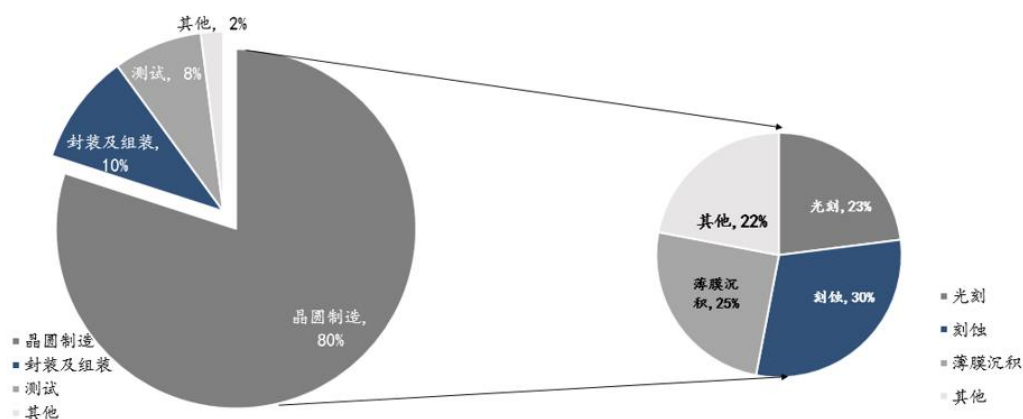 其他, 2%
测试, 8%
封装及组装,
10%
晶圆制造,
80%
晶圆制造
封装及组装
测试
其他
光刻,23%
其他,22%
薄膜沉
积,25%
刻蚀,30%
光刻
刻蚀
薄膜沉积
其他